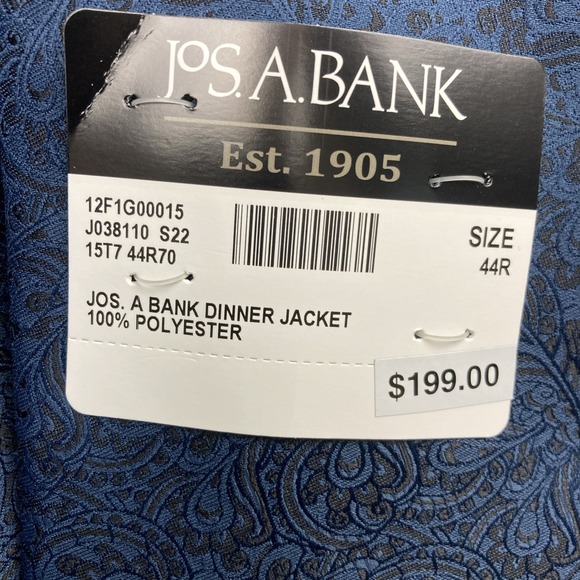 JOS. A. BANK
Est. 1905
12F1G00015
J038110 S22
15T7 44R70
SIZE
44R
JOS. A BANK DINNER JACKET
100% POLYESTER
$199.00